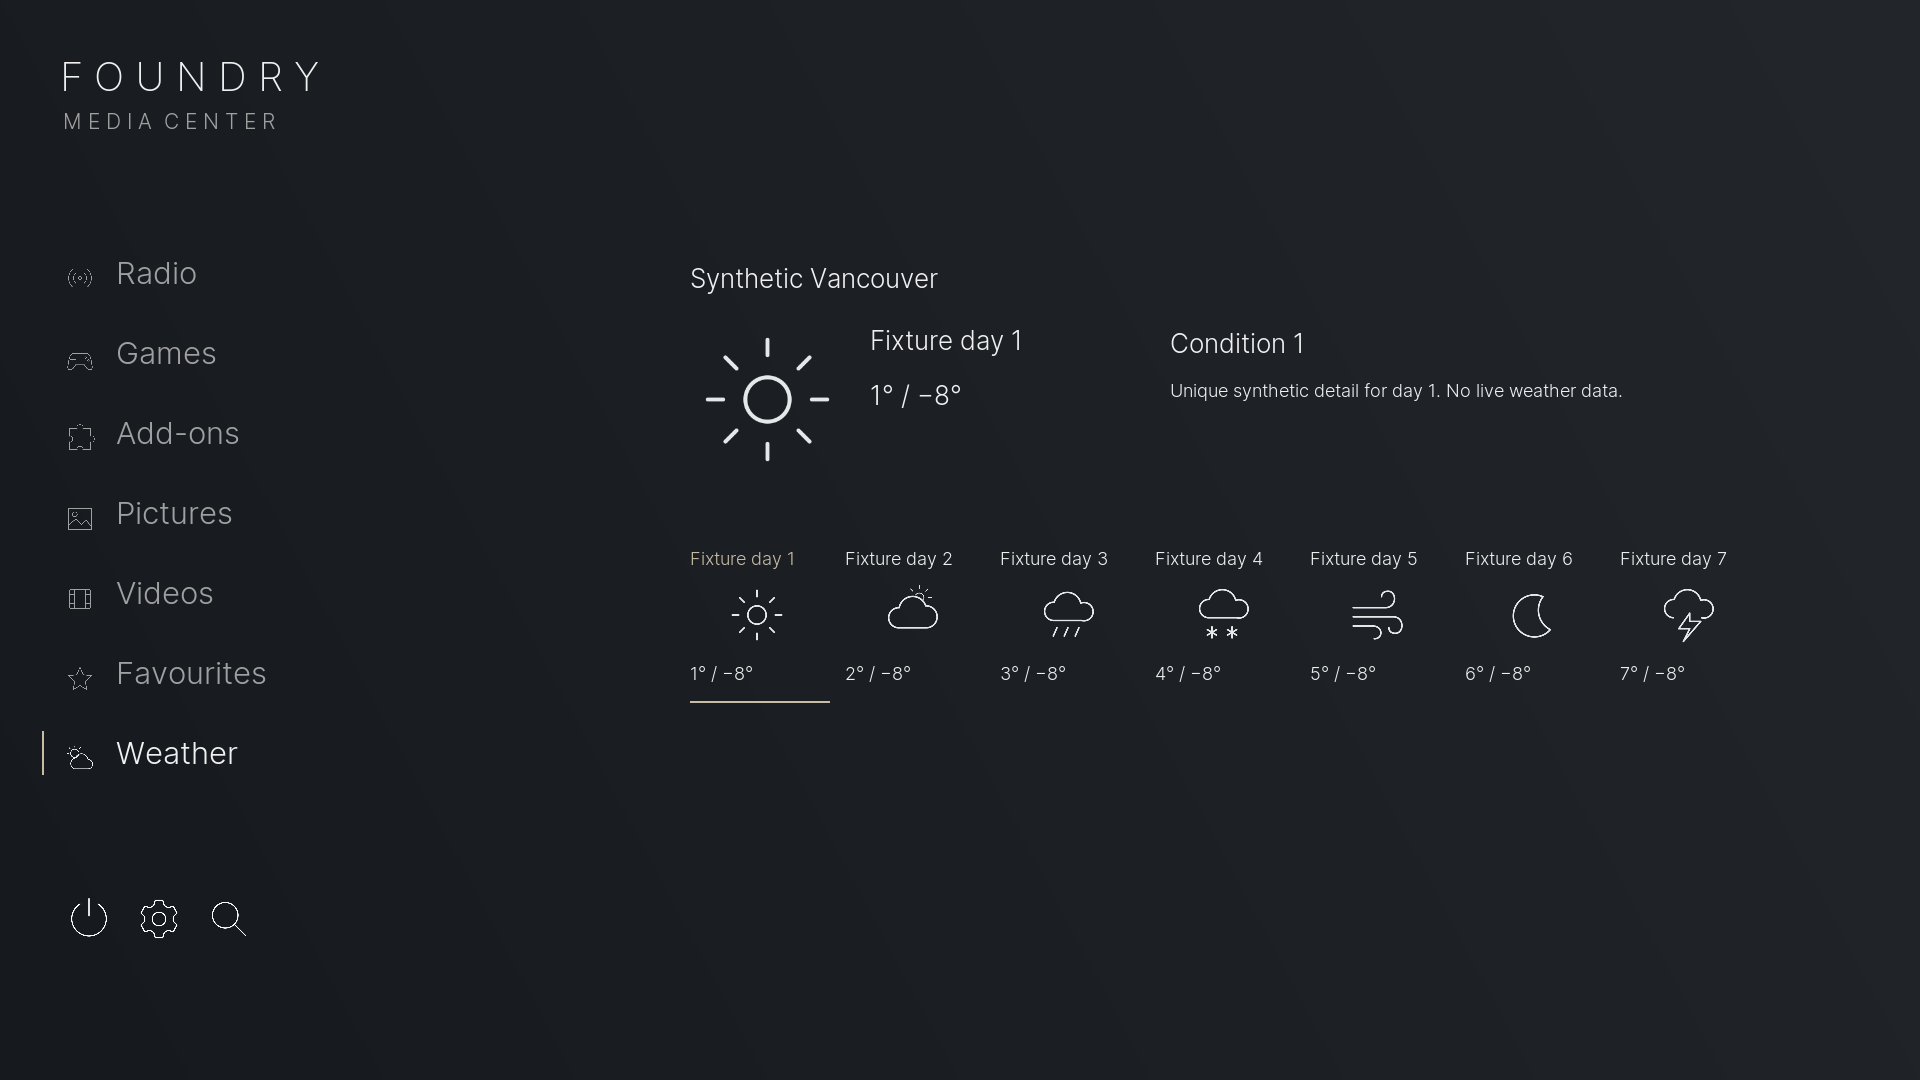 FOUNDRY
MEDIA CENTER
Radio
Games
Add-ons
Pictures
Videos
Favourites
Weather
Synthetic Vancouver
Fixture day 1
1° / −8°
Condition 1
Unique synthetic detail for day 1. No live weather data.
Fixture day 1 Fixture day 2 Fixture day 3 Fixture day 4 Fixture day 5 Fixture day 6 Fixture day 7
1° / −8° 2° / −8° 3° / −8° 4° / −8° 5° / −8° 6° / −8° 7° / −8°